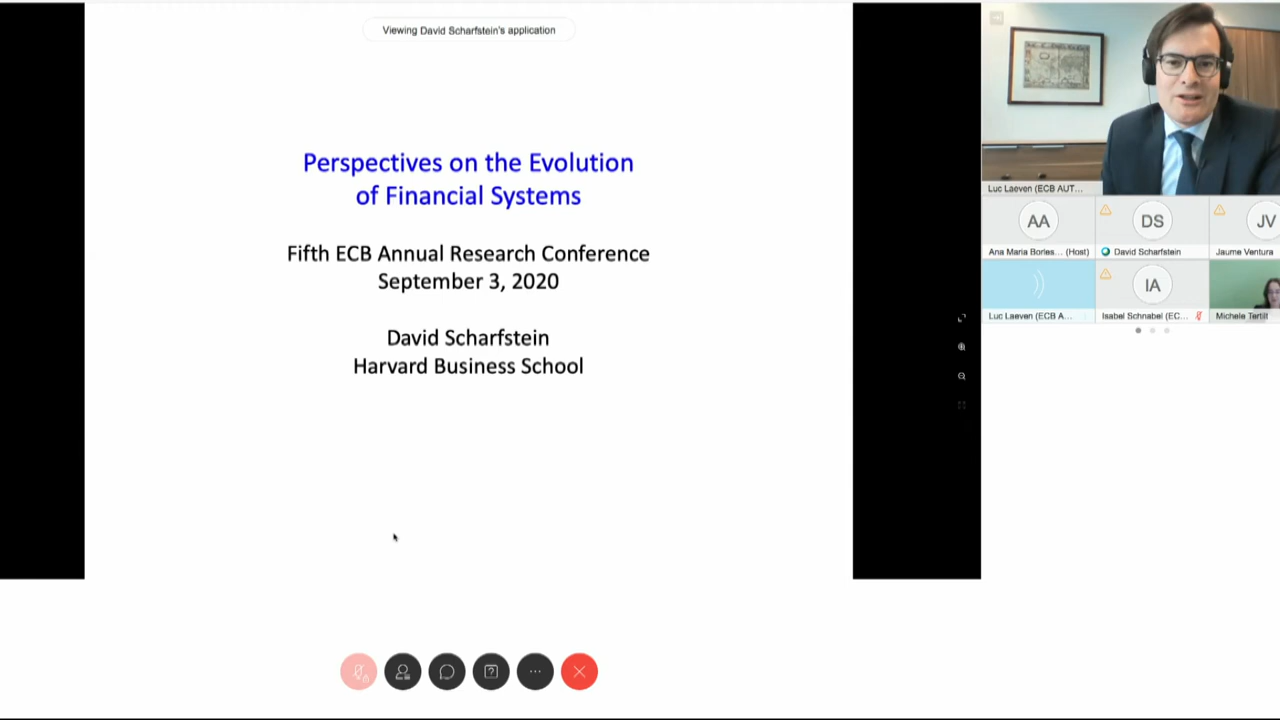 Viewing David Scharfstein's application
Perspectives on the Evolution
of Financial Systems
Fifth ECB Annual Research Conference
September 3, 2020
David Scharfstein
Harvard Business School
Luc Laeven (ECB AUT...
AA
DS
JV
Ana Maria Borles... (Host)
David Scharfstein
Jaume Ventura
IA
Luc Laeven (ECB A...
Isabel Schnabel (EC...
Michele Tertilt